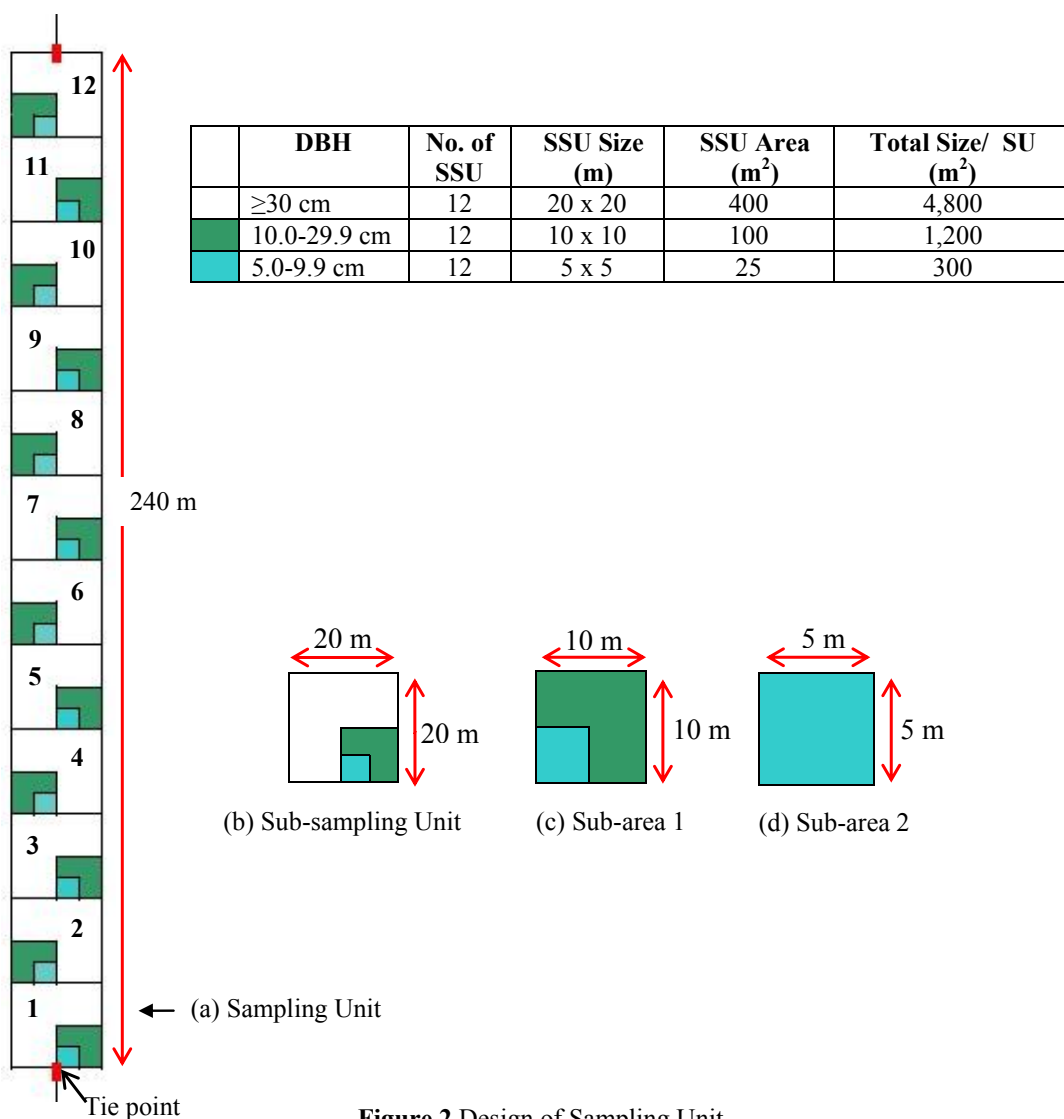 12
11
10
9
8
7
6
5
4
3
2
1
240 m
DBH No. of SSU SSU Size (m) SSU Area (m²) Total Size/ SU (m²)
≥30 cm 12 20 x 20 400 4,800
10.0-29.9 cm 12 10 x 10 100 1,200
5.0-9.9 cm 12 5 x 5 25 300
20 m
20 m
(b) Sub-sampling Unit
10 m
10 m
(c) Sub-area 1
5 m
5 m
(d) Sub-area 2
(a) Sampling Unit
Tie point
Figure 2 Design of Sampling Unit